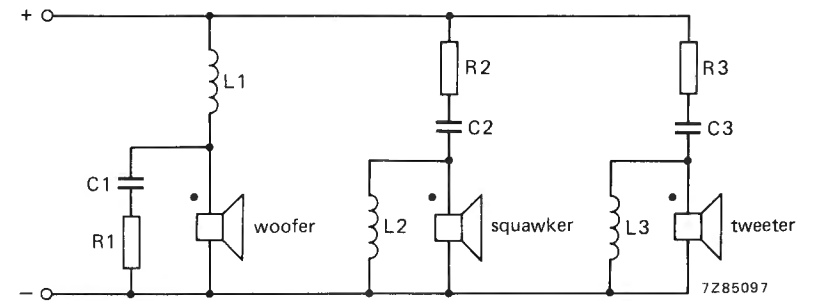 +
L1
C1
R1
woofer
R2
C2
L2
squawker
R3
C3
L3
tweeter
−
7Z85097